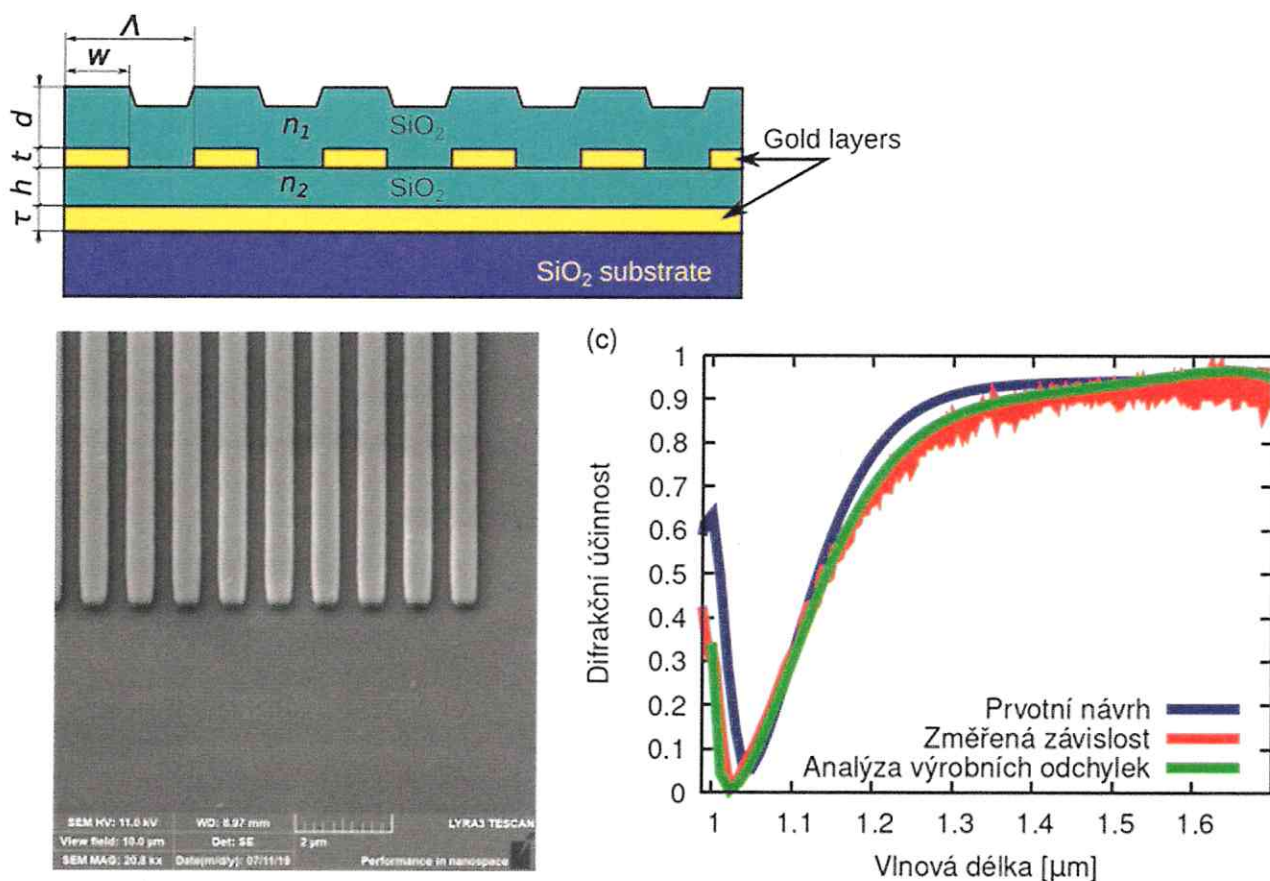 Λ
w
d
t
h
τ
n₁ SiO₂
n₂ SiO₂
Gold layers
SiO₂ substrate
SEM HV: 11.0 kV WD: 8.97 mm LYRA3 TESCAN
View field: 10.0 µm Det: SE 2 µm
SEM MAG: 20.8 kx Date(m/d/y): 07/11/19 Performance in nanospace
(c)
Difrakční účinnost
1
0.9
0.8
0.7
0.6
0.5
0.4
0.3
0.2
0.1
0
Prvotní návrh
Změřená závislost
Analýza výrobních odchylek
1 1.1 1.2 1.3 1.4 1.5 1.6
Vlnová délka [µm]